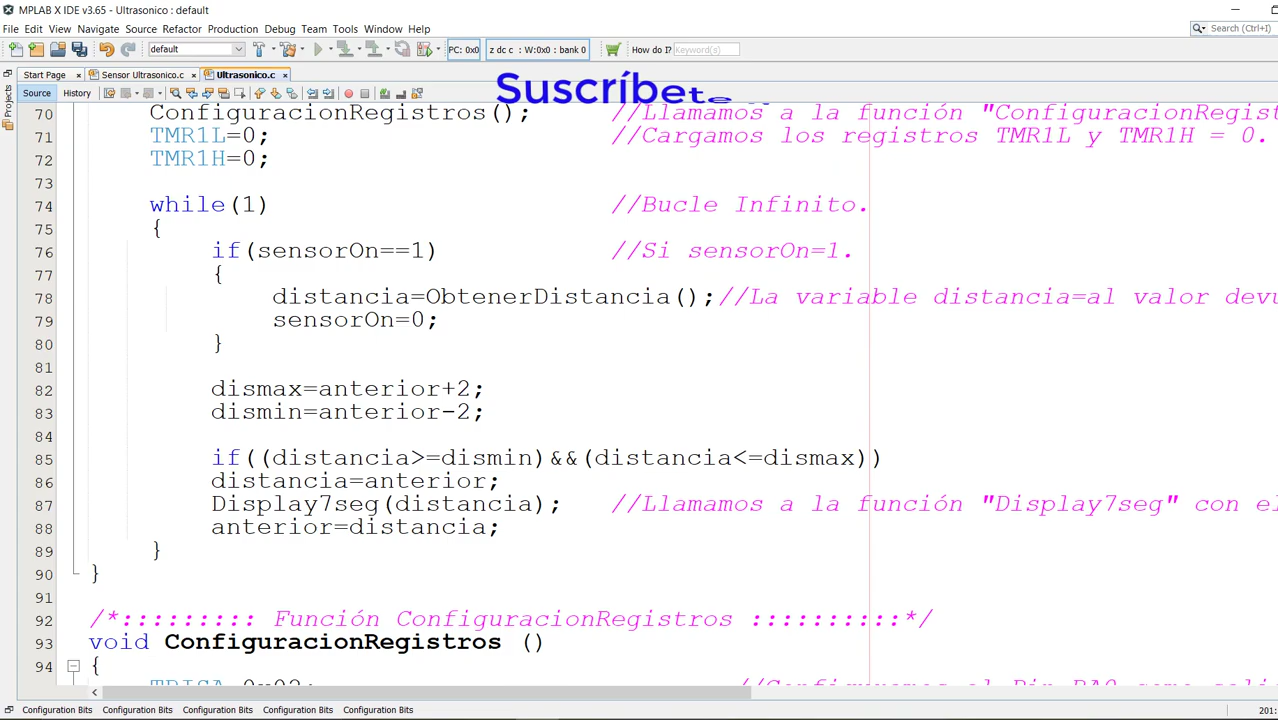 MPLAB X IDE v3.65 - Ultrasonico : default
File Edit View Navigate Source Refactor Production Debug Team Tools Window Help
Search (Ctrl+I)
default PC: 0x0 z dc c : W:0x0 : bank 0 How do I? Keyword(s)
Start Page Sensor Ultrasonico.c Ultrasonico.c
Suscríbete
Projects
Source History
70 ConfiguracionRegistros(); //Llamamos a la función "ConfiguracionRegist
71 TMR1L=0; //Cargamos los registros TMR1L y TMR1H = 0.
72 TMR1H=0;
73
74 while(1) //Bucle Infinito.
75 {
76 if(sensorOn==1) //Si sensorOn=1.
77 {
78 distancia=ObtenerDistancia();//La variable distancia=al valor devu
79 sensorOn=0;
80 }
81
82 dismax=anterior+2;
83 dismin=anterior-2;
84
85 if((distancia>=dismin)&&(distancia<=dismax))
86 distancia=anterior;
87 Display7seg(distancia); //Llamamos a la función "Display7seg" con el
88 anterior=distancia;
89 }
90 }
91
92 /*::::::::: Función ConfiguracionRegistros ::::::::::*/
93 void ConfiguracionRegistros ()
94 {
Configuration Bits Configuration Bits Configuration Bits Configuration Bits Configuration Bits 201: